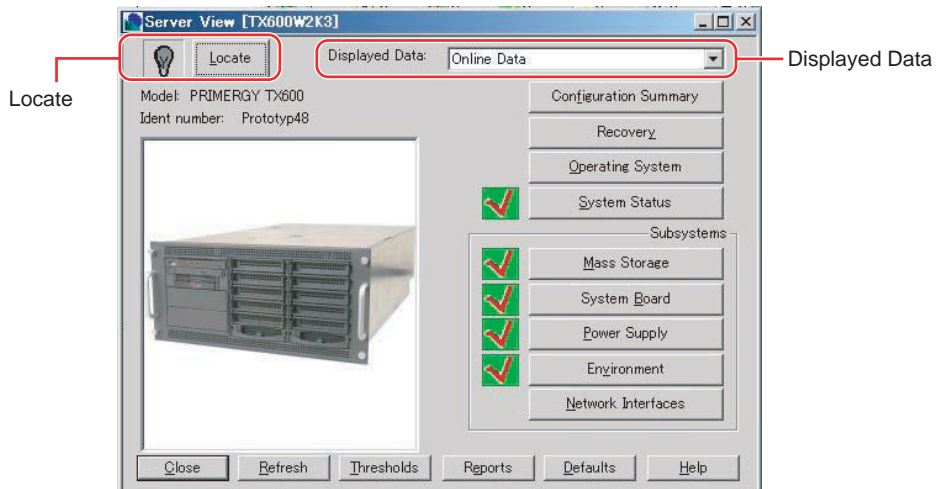 Server View [TX600W2K3]
Locate
Displayed Data: Online Data
Displayed Data
Locate
Model: PRIMERGY TX600
Ident number: Prototyp48
Configuration Summary
Recovery
Operating System
System Status
Subsystems
Mass Storage
System Board
Power Supply
Environment
Network Interfaces
Close Refresh Thresholds Reports Defaults Help